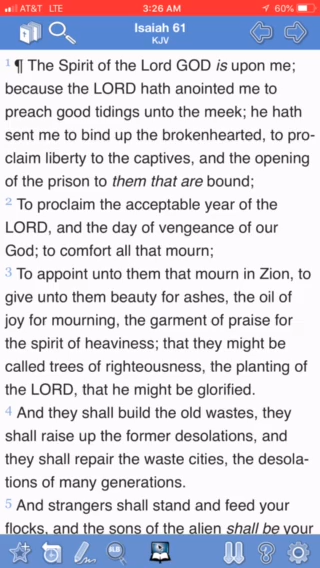 AT&T LTE 3:26 AM 60%
Isaiah 61
KJV
1 ¶ The Spirit of the Lord GOD is upon me;
because the LORD hath anointed me to
preach good tidings unto the meek; he hath
sent me to bind up the brokenhearted, to pro-
claim liberty to the captives, and the opening
of the prison to them that are bound;
2 To proclaim the acceptable year of the
LORD, and the day of vengeance of our
God; to comfort all that mourn;
3 To appoint unto them that mourn in Zion, to
give unto them beauty for ashes, the oil of
joy for mourning, the garment of praise for
the spirit of heaviness; that they might be
called trees of righteousness, the planting of
the LORD, that he might be glorified.
4 And they shall build the old wastes, they
shall raise up the former desolations, and
they shall repair the waste cities, the desola-
tions of many generations.
5 And strangers shall stand and feed your
flocks, and the sons of the alien shall be your